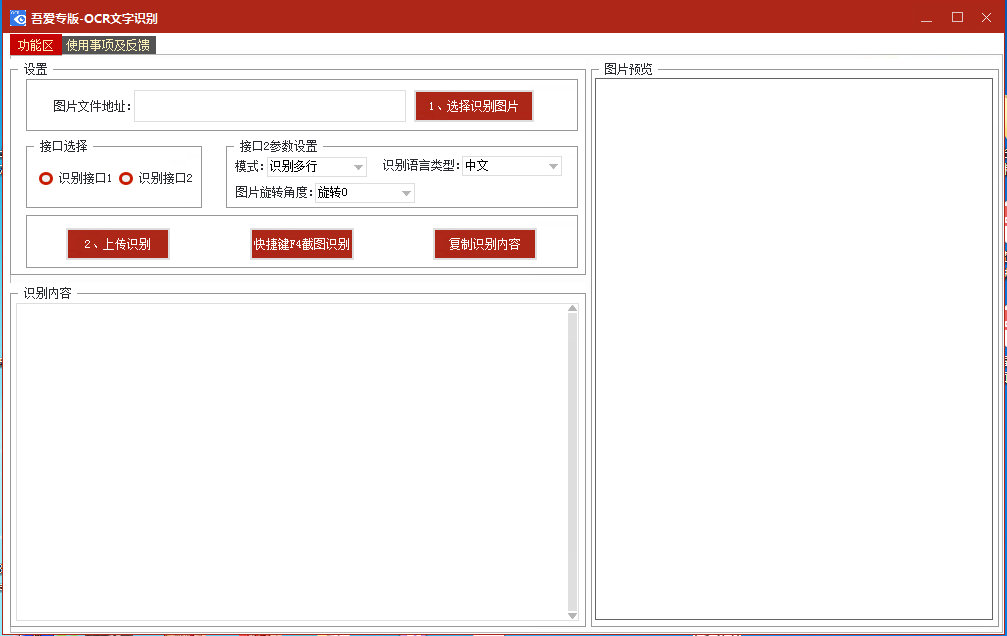 吾爱专版-OCR文字识别
功能区 使用事项及反馈
设置
图片文件地址:
1、选择识别图片
接口选择
识别接口1 识别接口2
接口2参数设置
模式: 识别多行 识别语言类型: 中文
图片旋转角度: 旋转0
2、上传识别 快捷键F4截图识别 复制识别内容
识别内容
图片预览